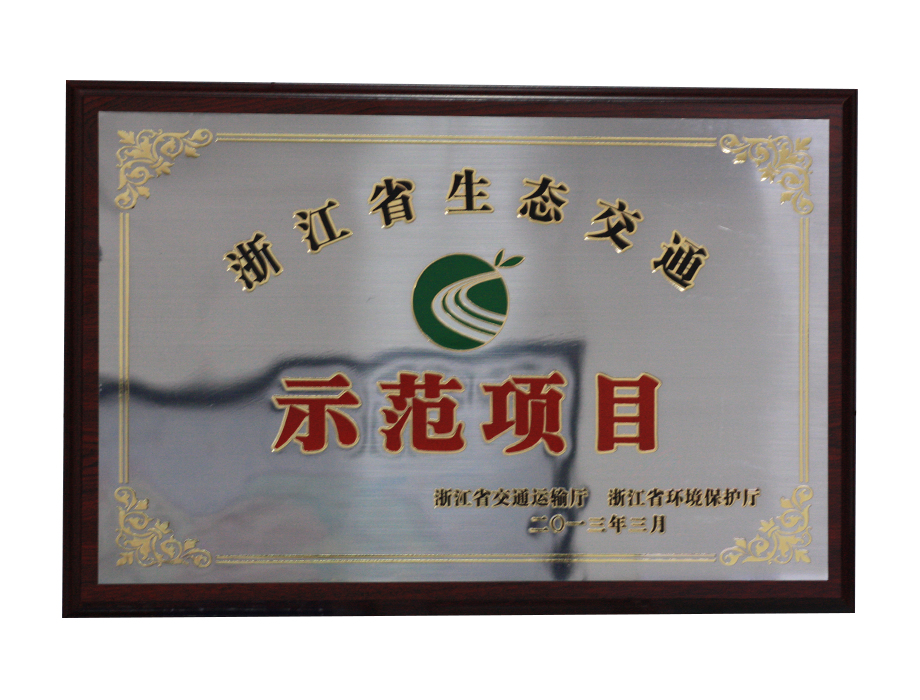 浙江省生态交通
示范项目
浙江省交通运输厅 浙江省环境保护厅
二〇一三年三月